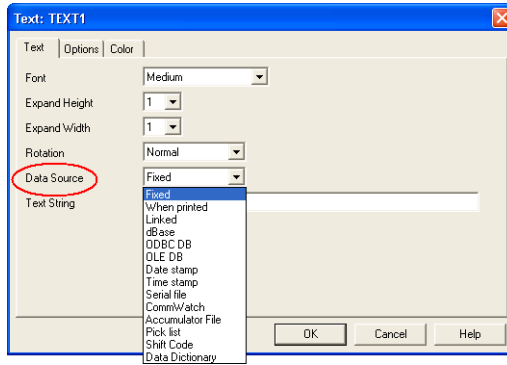 Text: TEXT1
Text Options Color
Font Medium
Expand Height 1
Expand Width 1
Rotation Normal
Data Source Fixed
Text String
Fixed
When printed
Linked
dBase
ODBC DB
OLE DB
Date stamp
Time stamp
Serial file
CommWatch
Accumulator File
Pick list
Shift Code
Data Dictionary
OK Cancel Help